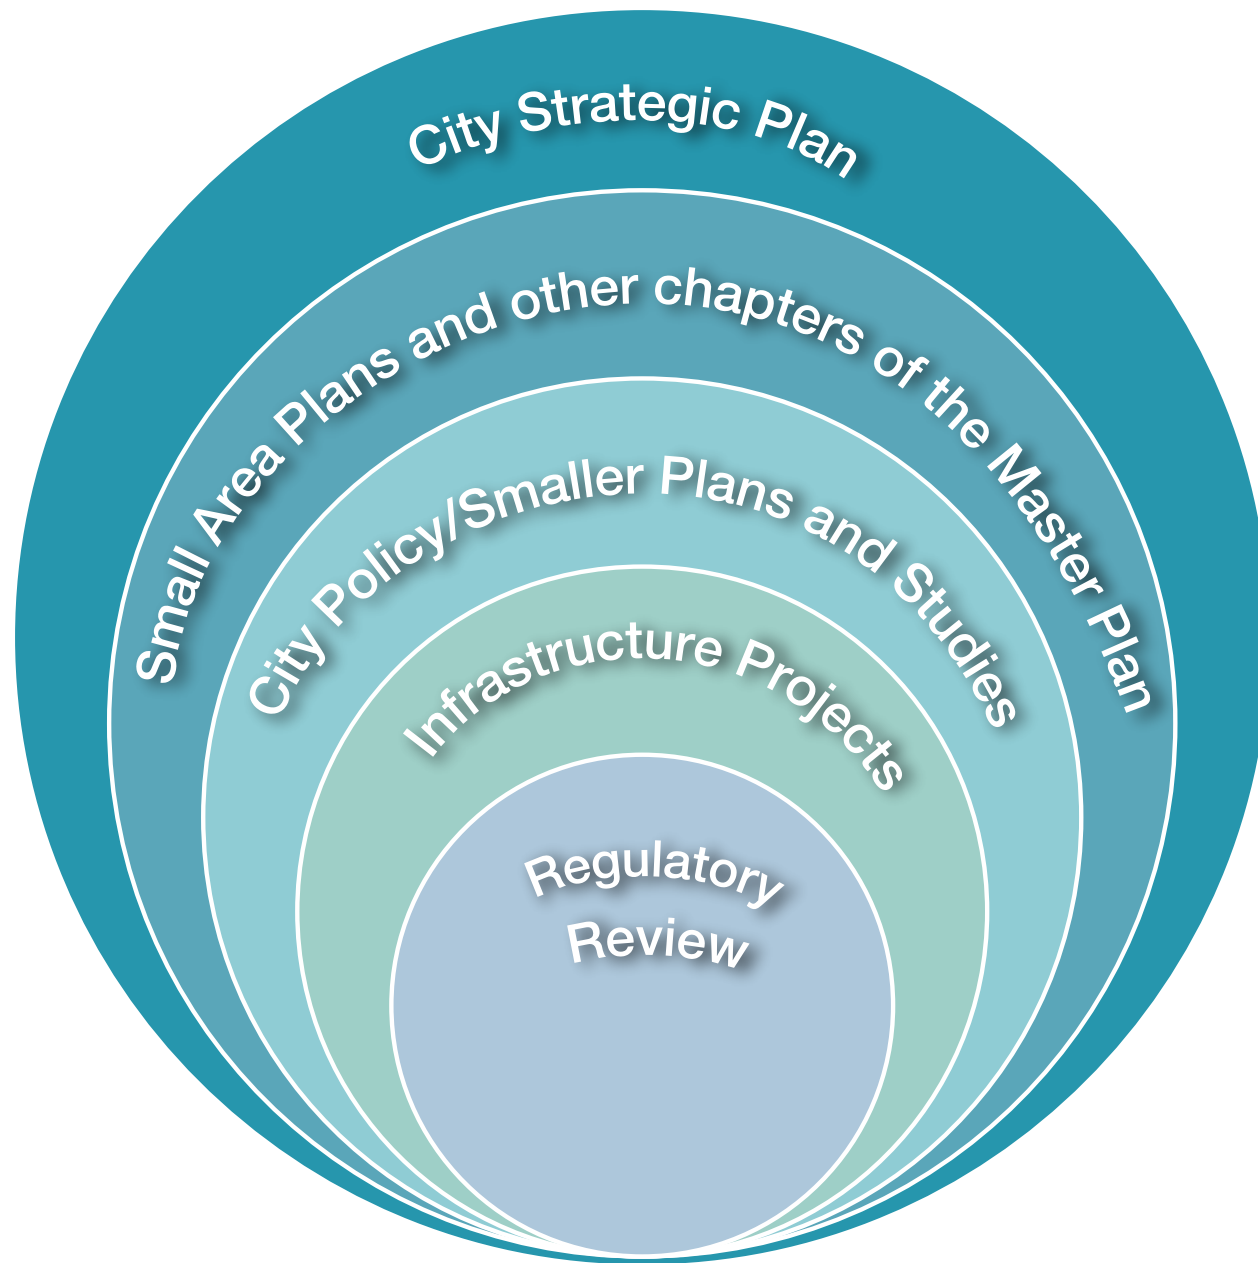 City Strategic Plan
Small Area Plans and other chapters of the Master Plan
City Policy/Smaller Plans and Studies
Infrastructure Projects
Regulatory
Review